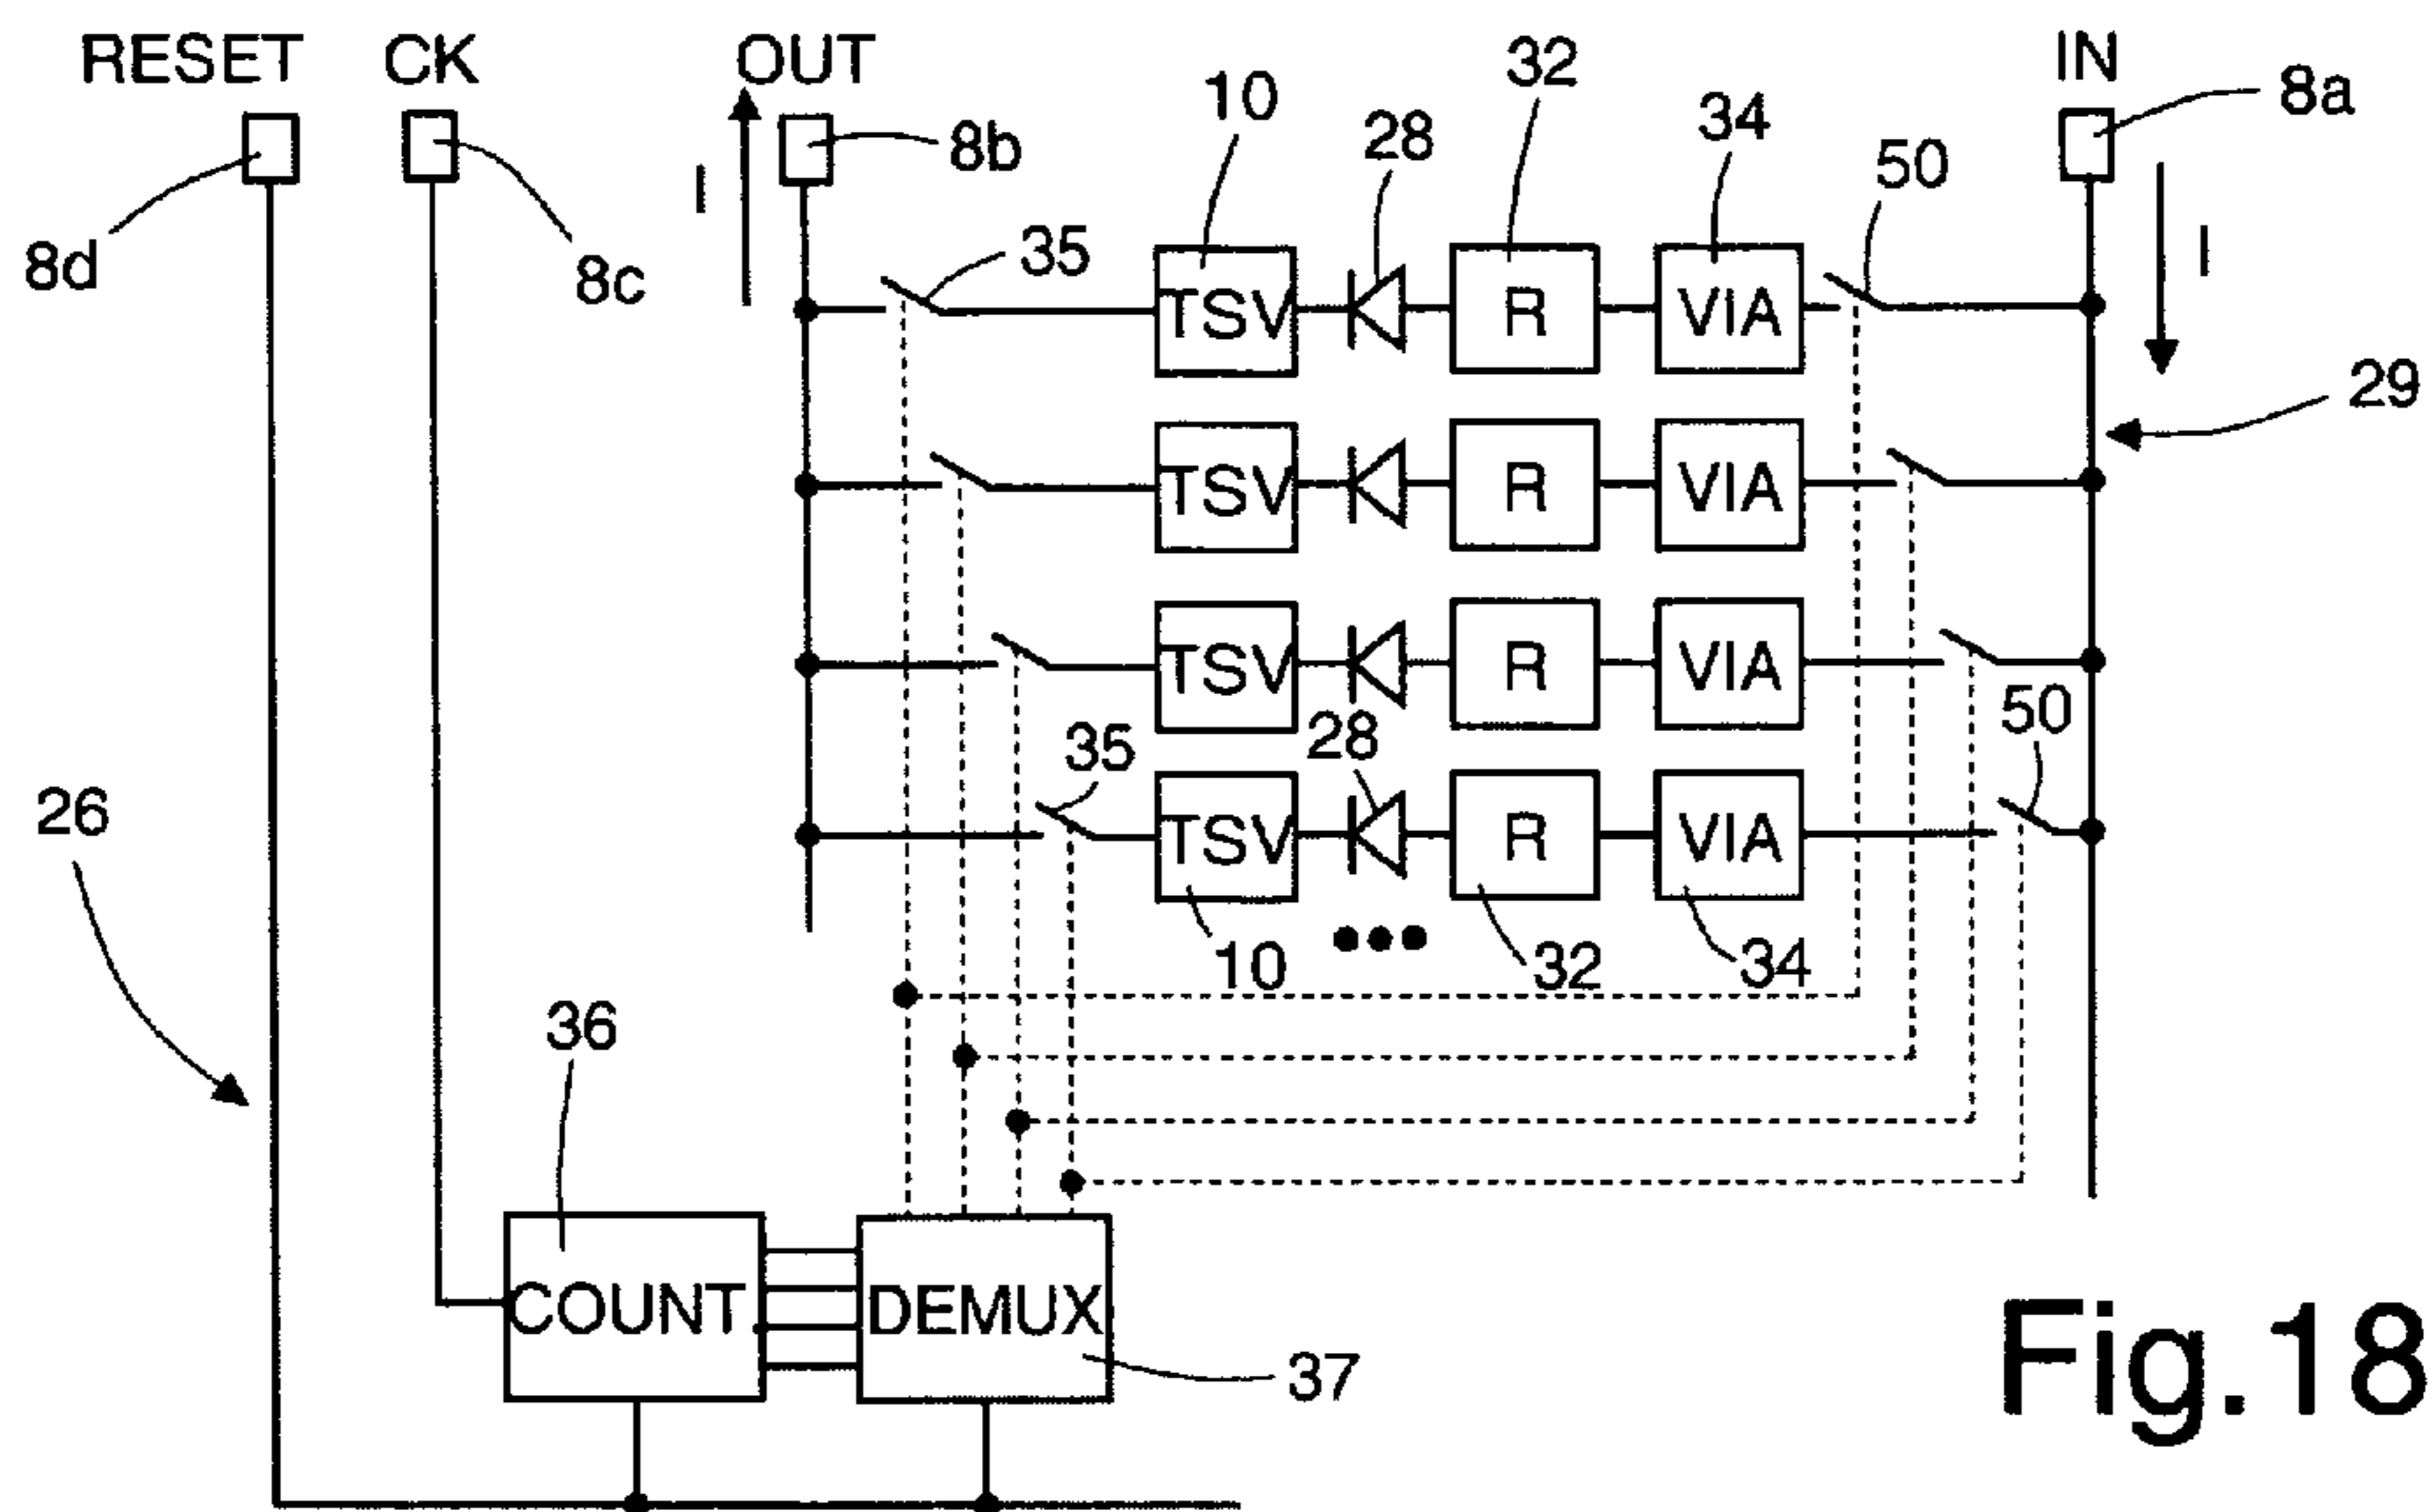 RESET CK OUT IN
10 28 32 34 50 8a
8d 8c I 8b I
35
TSV R VIA
29
TSV R VIA
TSV R VIA
35 28 50
26
TSV R VIA
10 32 34
36
COUNT DEMUX
37
Fig.18